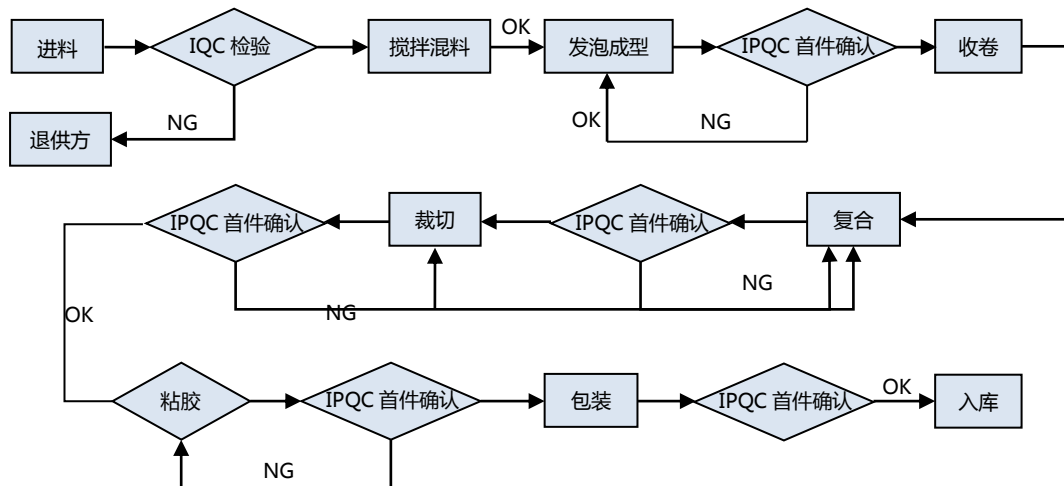 进料
IQC 检验
搅拌混料
OK
发泡成型
IPQC 首件确认
收卷
退供方
NG
OK
NG
IPQC 首件确认
裁切
IPQC 首件确认
复合
NG
NG
OK
粘胶
IPQC 首件确认
包装
IPQC 首件确认
OK
入库
NG